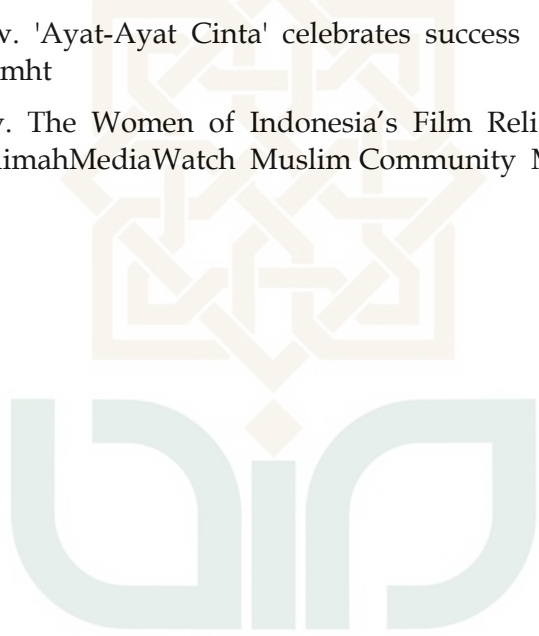 w. 'Ayat-Ayat Cinta' celebrates success
mht
v. The Women of Indonesia's Film Reli
limahMediaWatch Muslim Community